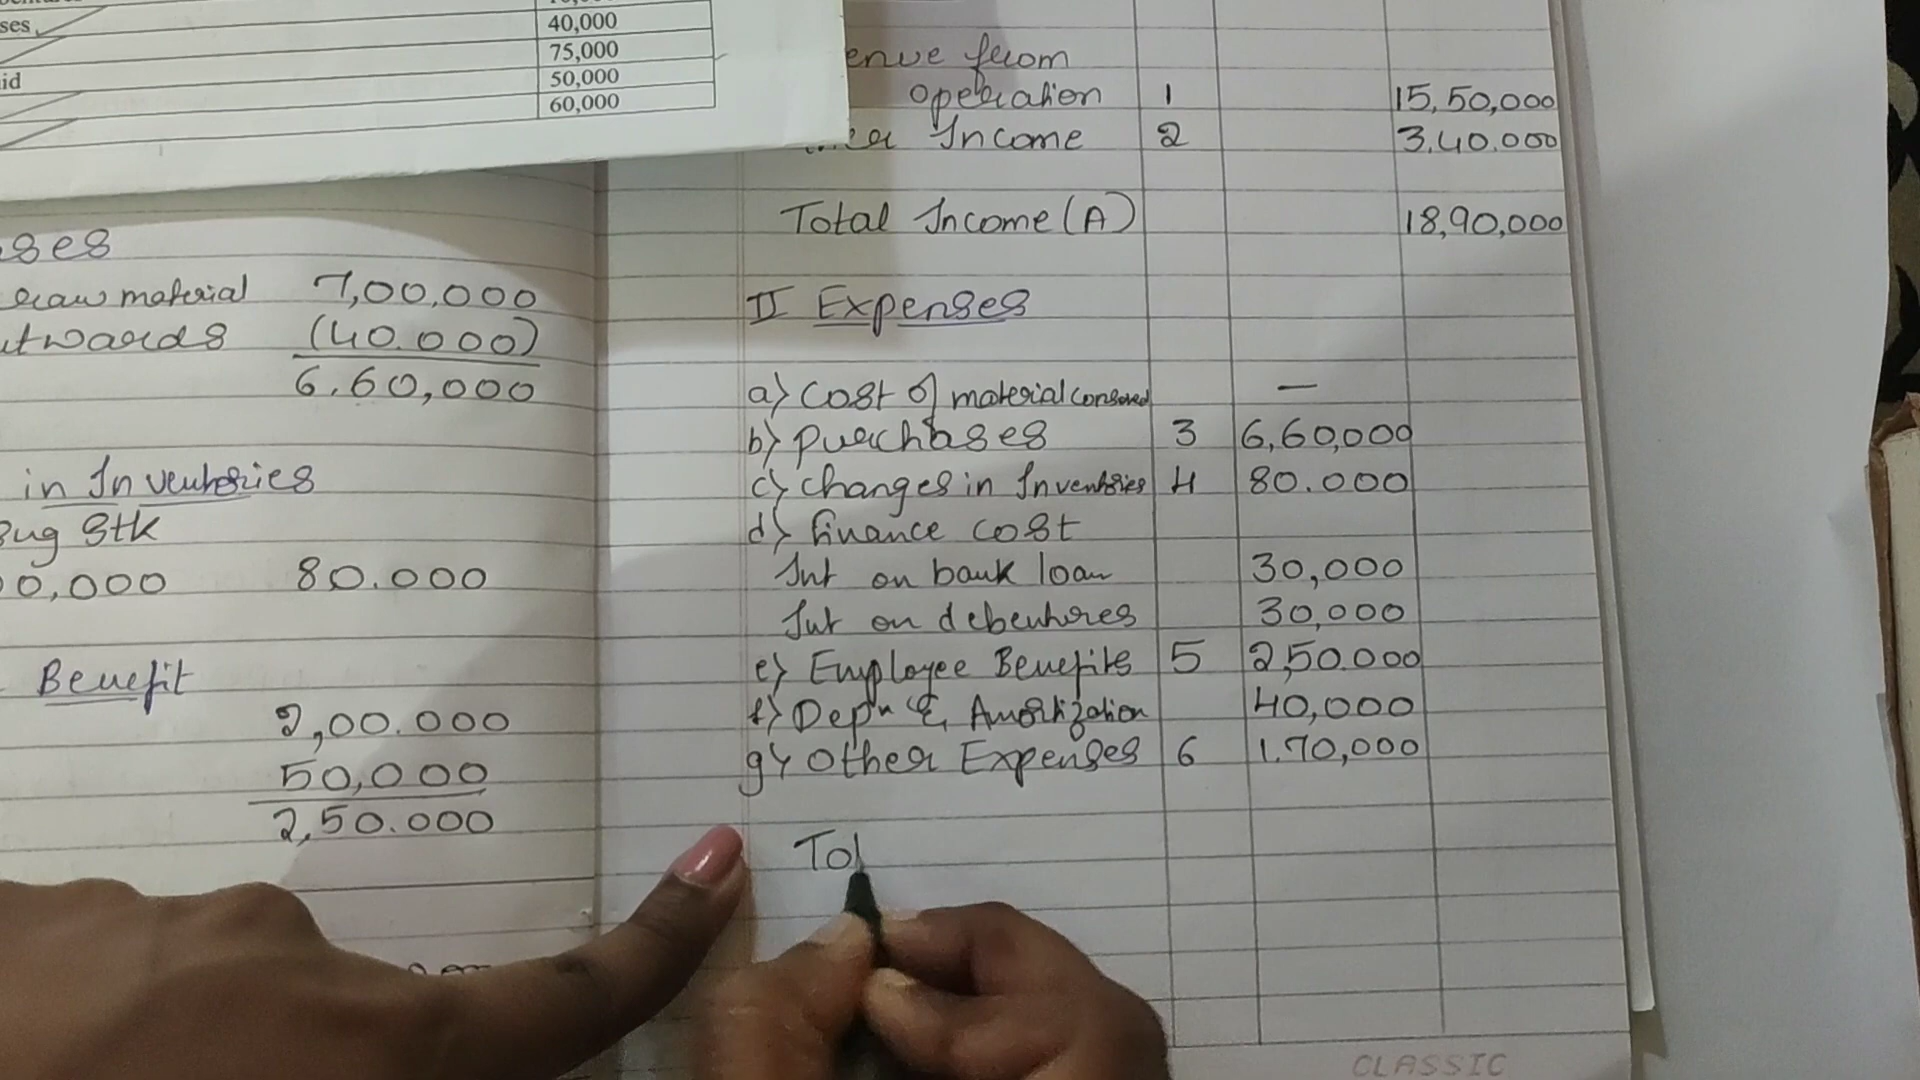 ses 40,000
75,000
id 50,000
60,000
ases
raw material 7,00,000
utwards (40.000)
6,60,000
in Inventories
Stk
0,000 80.000
Benefit
2,00.000
50,000
2,50.000
enue from
operation 1 15,50,000
Income 2 3,40.000
Total Income (A) 18,90,000
II Expenses
a) Cost of material consumed —
b) Purchases 3 6,60,000
c) Changes in Inventories 4 80.000
d) finance cost
Int on bank loan 30,000
Int on debentures 30,000
e) Employee Benefits 5 2,50.000
f) Depn & Amortization 40,000
g) Other Expenses 6 1,70,000
Tot
CLASSIC